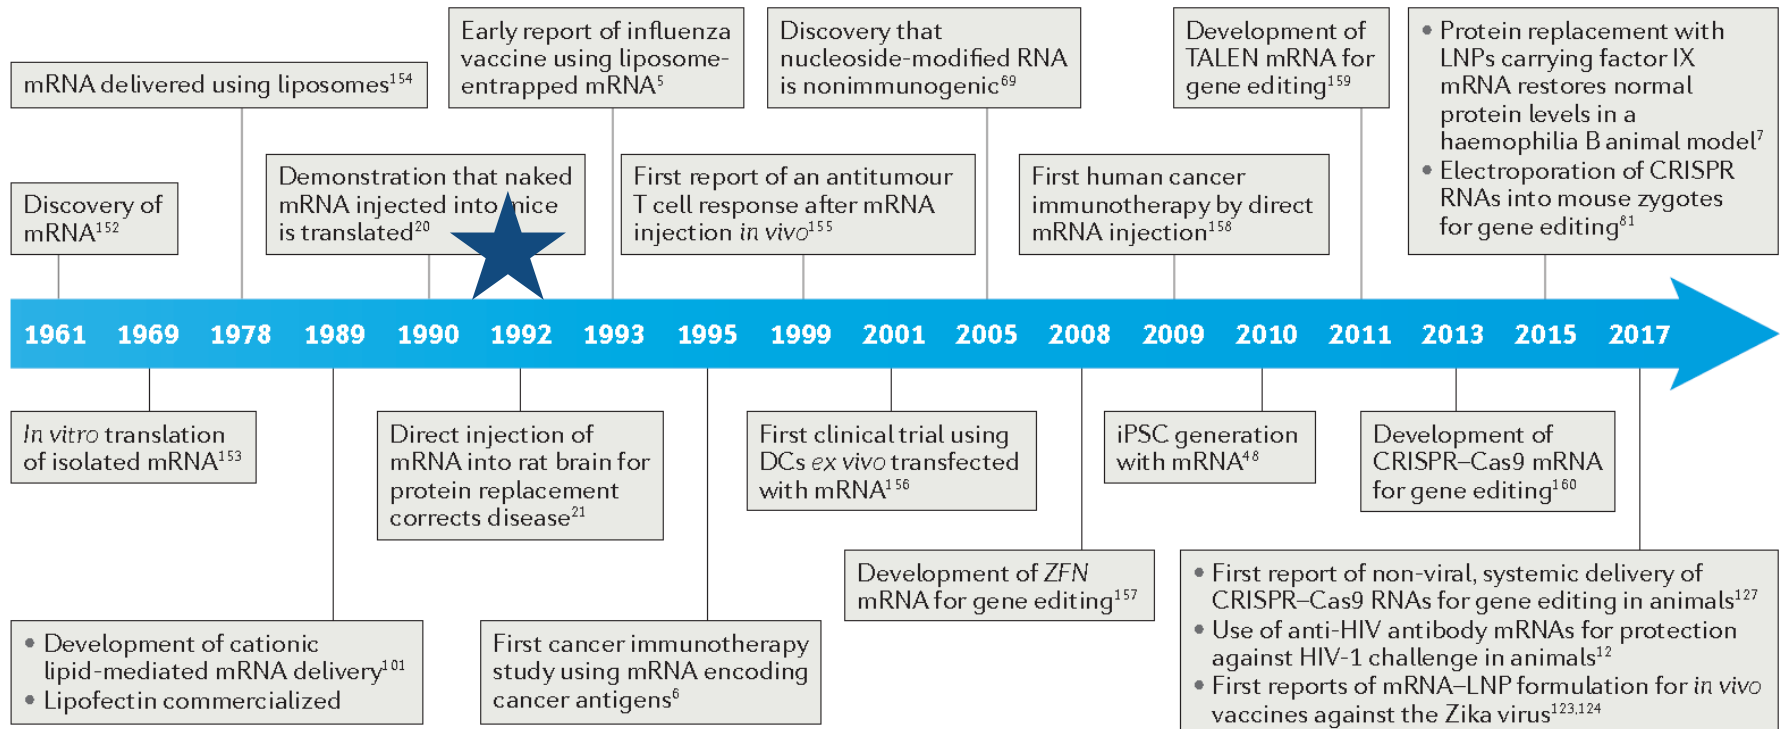 mRNA delivered using liposomes154
Early report of influenza
vaccine using liposome-
entrapped mRNA5
Discovery that
nucleoside-modified RNA
is nonimmunogenic69
Development of
TALEN mRNA for
gene editing159
• Protein replacement with
LNPs carrying factor IX
mRNA restores normal
protein levels in a
haemophilia B animal model7
• Electroporation of CRISPR
RNAs into mouse zygotes
for gene editing81
Discovery of
mRNA152
Demonstration that naked
mRNA injected into mice
is translated20
First report of an antitumour
T cell response after mRNA
injection in vivo155
First human cancer
immunotherapy by direct
mRNA injection158
1961 1969 1978 1989 1990 1992 1993 1995 1999 2001 2005 2008 2009 2010 2011 2013 2015 2017
In vitro translation
of isolated mRNA153
Direct injection of
mRNA into rat brain for
protein replacement
corrects disease21
First clinical trial using
DCs ex vivo transfected
with mRNA156
iPSC generation
with mRNA48
Development of
CRISPR–Cas9 mRNA
for gene editing160
• Development of cationic
lipid-mediated mRNA delivery101
• Lipofectin commercialized
First cancer immunotherapy
study using mRNA encoding
cancer antigens6
Development of ZFN
mRNA for gene editing157
• First report of non-viral, systemic delivery of
CRISPR–Cas9 RNAs for gene editing in animals127
• Use of anti-HIV antibody mRNAs for protection
against HIV-1 challenge in animals12
• First reports of mRNA–LNP formulation for in vivo
vaccines against the Zika virus123,124